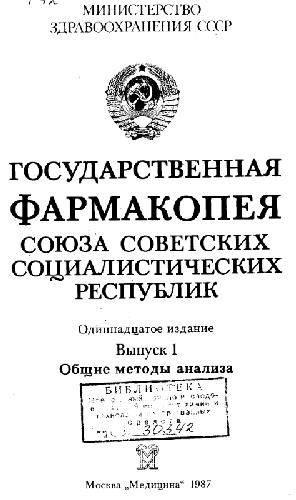 МИНИСТЕРСТВО
ЗДРАВООХРАНЕНИЯ СССР
ГОСУДАРСТВЕННАЯ
ФАРМАКОПЕЯ
СОЮЗА СОВЕТСКИХ
СОЦИАЛИСТИЧЕСКИХ
РЕСПУБЛИК
Одиннадцатое издание
Выпуск 1
Общие методы анализа
БИБЛИОТЕКА
30342
Москва „Медицина" 1987